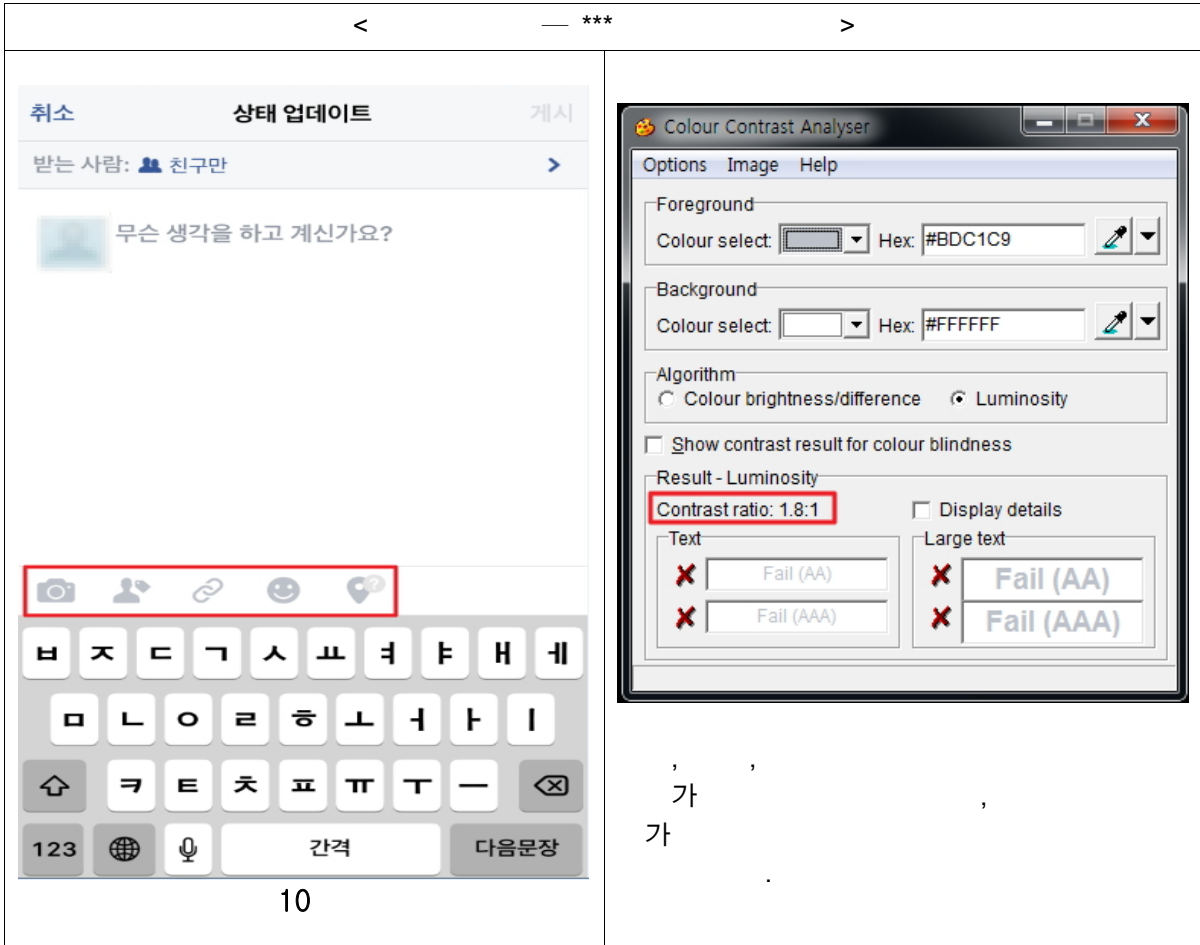 < — *** >
취소 상태 업데이트 게시
받는 사람: 친구만 >
무슨 생각을 하고 계신가요?
?
ㅂ ㅈ ㄷ ㄱ ㅅ ㅛ ㅕ ㅑ ㅐ ㅔ
ㅁ ㄴ ㅇ ㄹ ㅎ ㅗ ㅓ ㅏ ㅣ
ㅋ ㅌ ㅊ ㅍ ㅠ ㅜ ㅡ
123 간격 다음문장
10
Colour Contrast Analyser
Options Image Help
Foreground
Colour select: Hex: #BDC1C9
Background
Colour select: Hex: #FFFFFF
Algorithm
Colour brightness/difference Luminosity
Show contrast result for colour blindness
Result - Luminosity
Contrast ratio: 1.8:1 Display details
Text Large text
Fail (AA) Fail (AA)
Fail (AAA) Fail (AAA)
, ,
가 ,
가
.